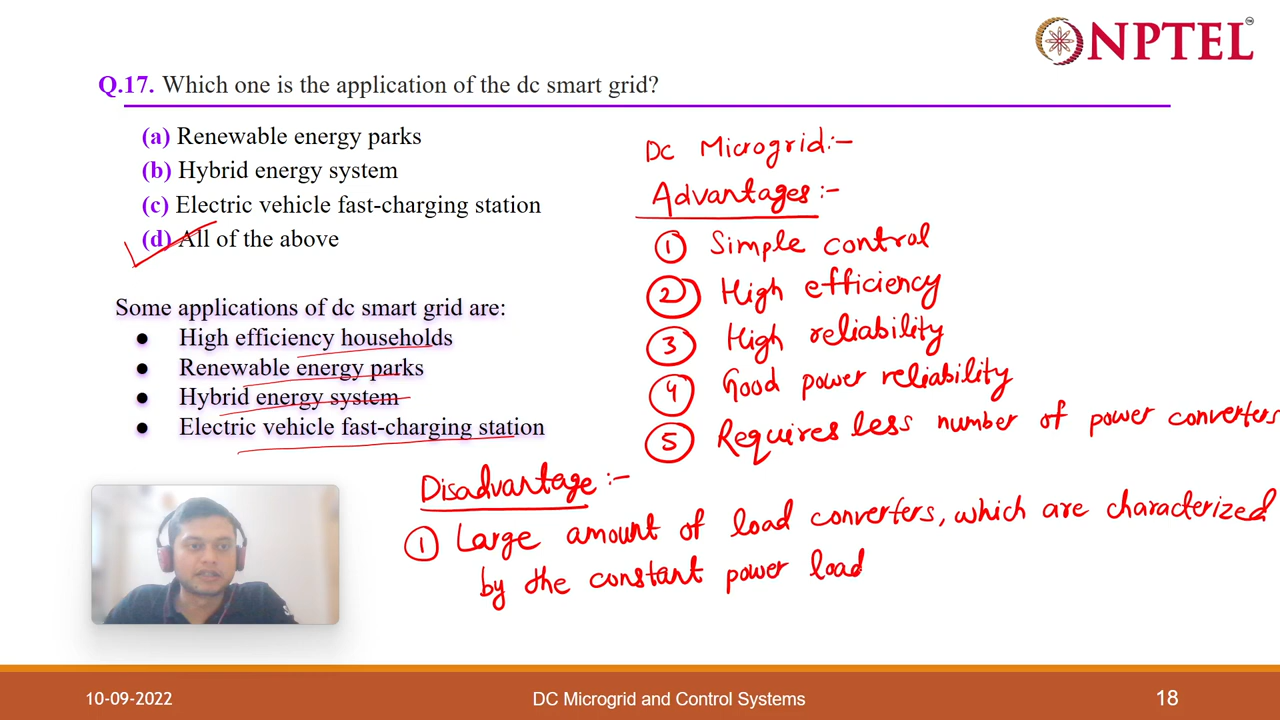 NPTEL
Q.17. Which one is the application of the dc smart grid?
(a) Renewable energy parks
(b) Hybrid energy system
(c) Electric vehicle fast-charging station
(d) All of the above
Some applications of dc smart grid are:
● High efficiency households
● Renewable energy parks
● Hybrid energy system
● Electric vehicle fast-charging station
DC Microgrid:-
Advantages:-
① Simple control
② High efficiency
③ High reliability
④ Good power reliability
⑤ Requires less number of power converters
Disadvantage:-
① Large amount of load converters, which are characterized
by the constant power load
10-09-2022
DC Microgrid and Control Systems
18